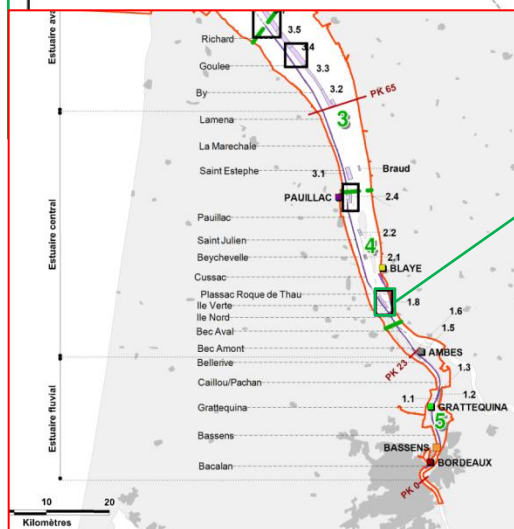 Estuaire ava
Richard
3.5
3.4
Goulee
3.3
By
3.2
PK 65
Lamena
3
La Marechale
Saint Estephe
3.1
Braud
PAUILLAC
2.4
Pauillac
Estuaire central
2.2
Saint Julien
4
Beychevelle
2.1
BLAYE
Cussac
Plassac Roque de Thau
1.8
Ile Verte
1.6
Ile Nord
1.5
Bec Aval
Bec Amont
AMBES
PK 23
Bellerive
1.3
Caillou/Pachan
1.2
1.1
Grattequina
GRATTEQUINA
Estuaire fluvial
5
Bassens
BASSENS
Bacalan
BORDEAUX
PK 0
10 20
Kilomètres